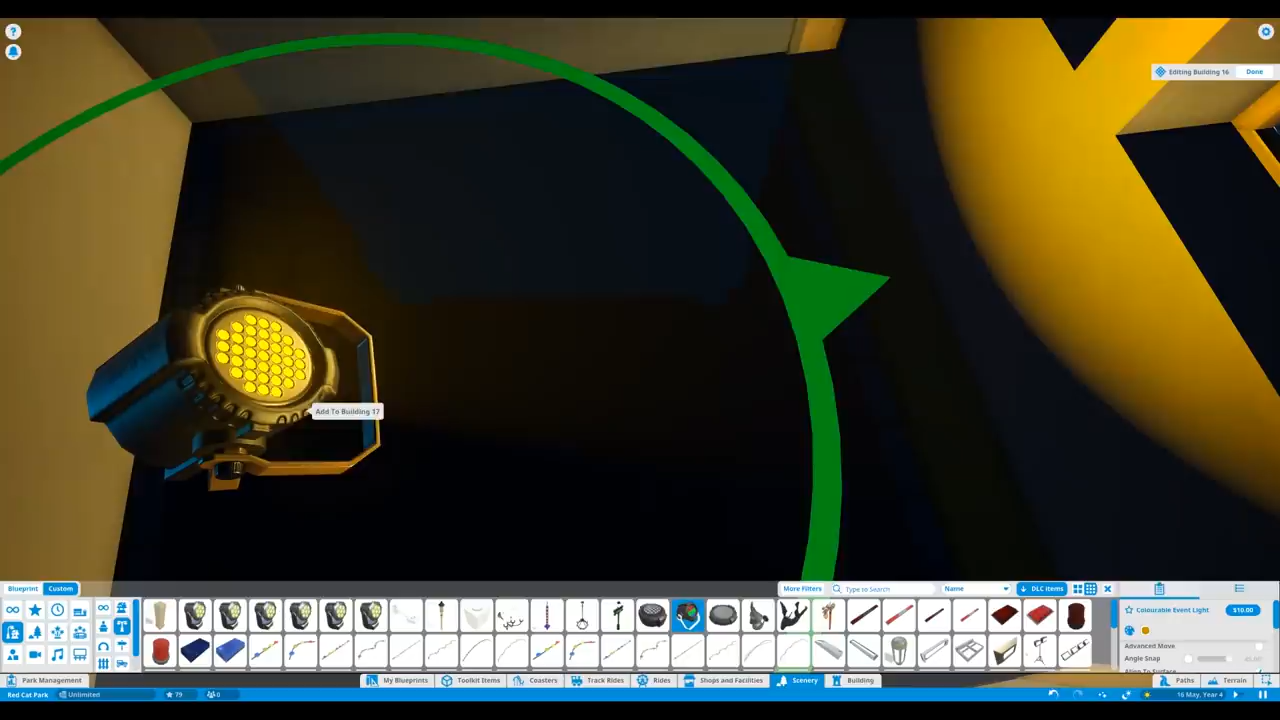 ?
Editing Building 16 Done
Add To Building 17
Blueprint Custom
More Filters Type to Search Name DLC Items
Colourable Event Light $10.00
Advanced Move
Angle Snap
Park Management My Blueprints Toolkit Items Coasters Track Rides Rides Shops and Facilities Scenery Building Paths Terrain
Red Cat Park Unlimited 79 0 16 May, Year 4